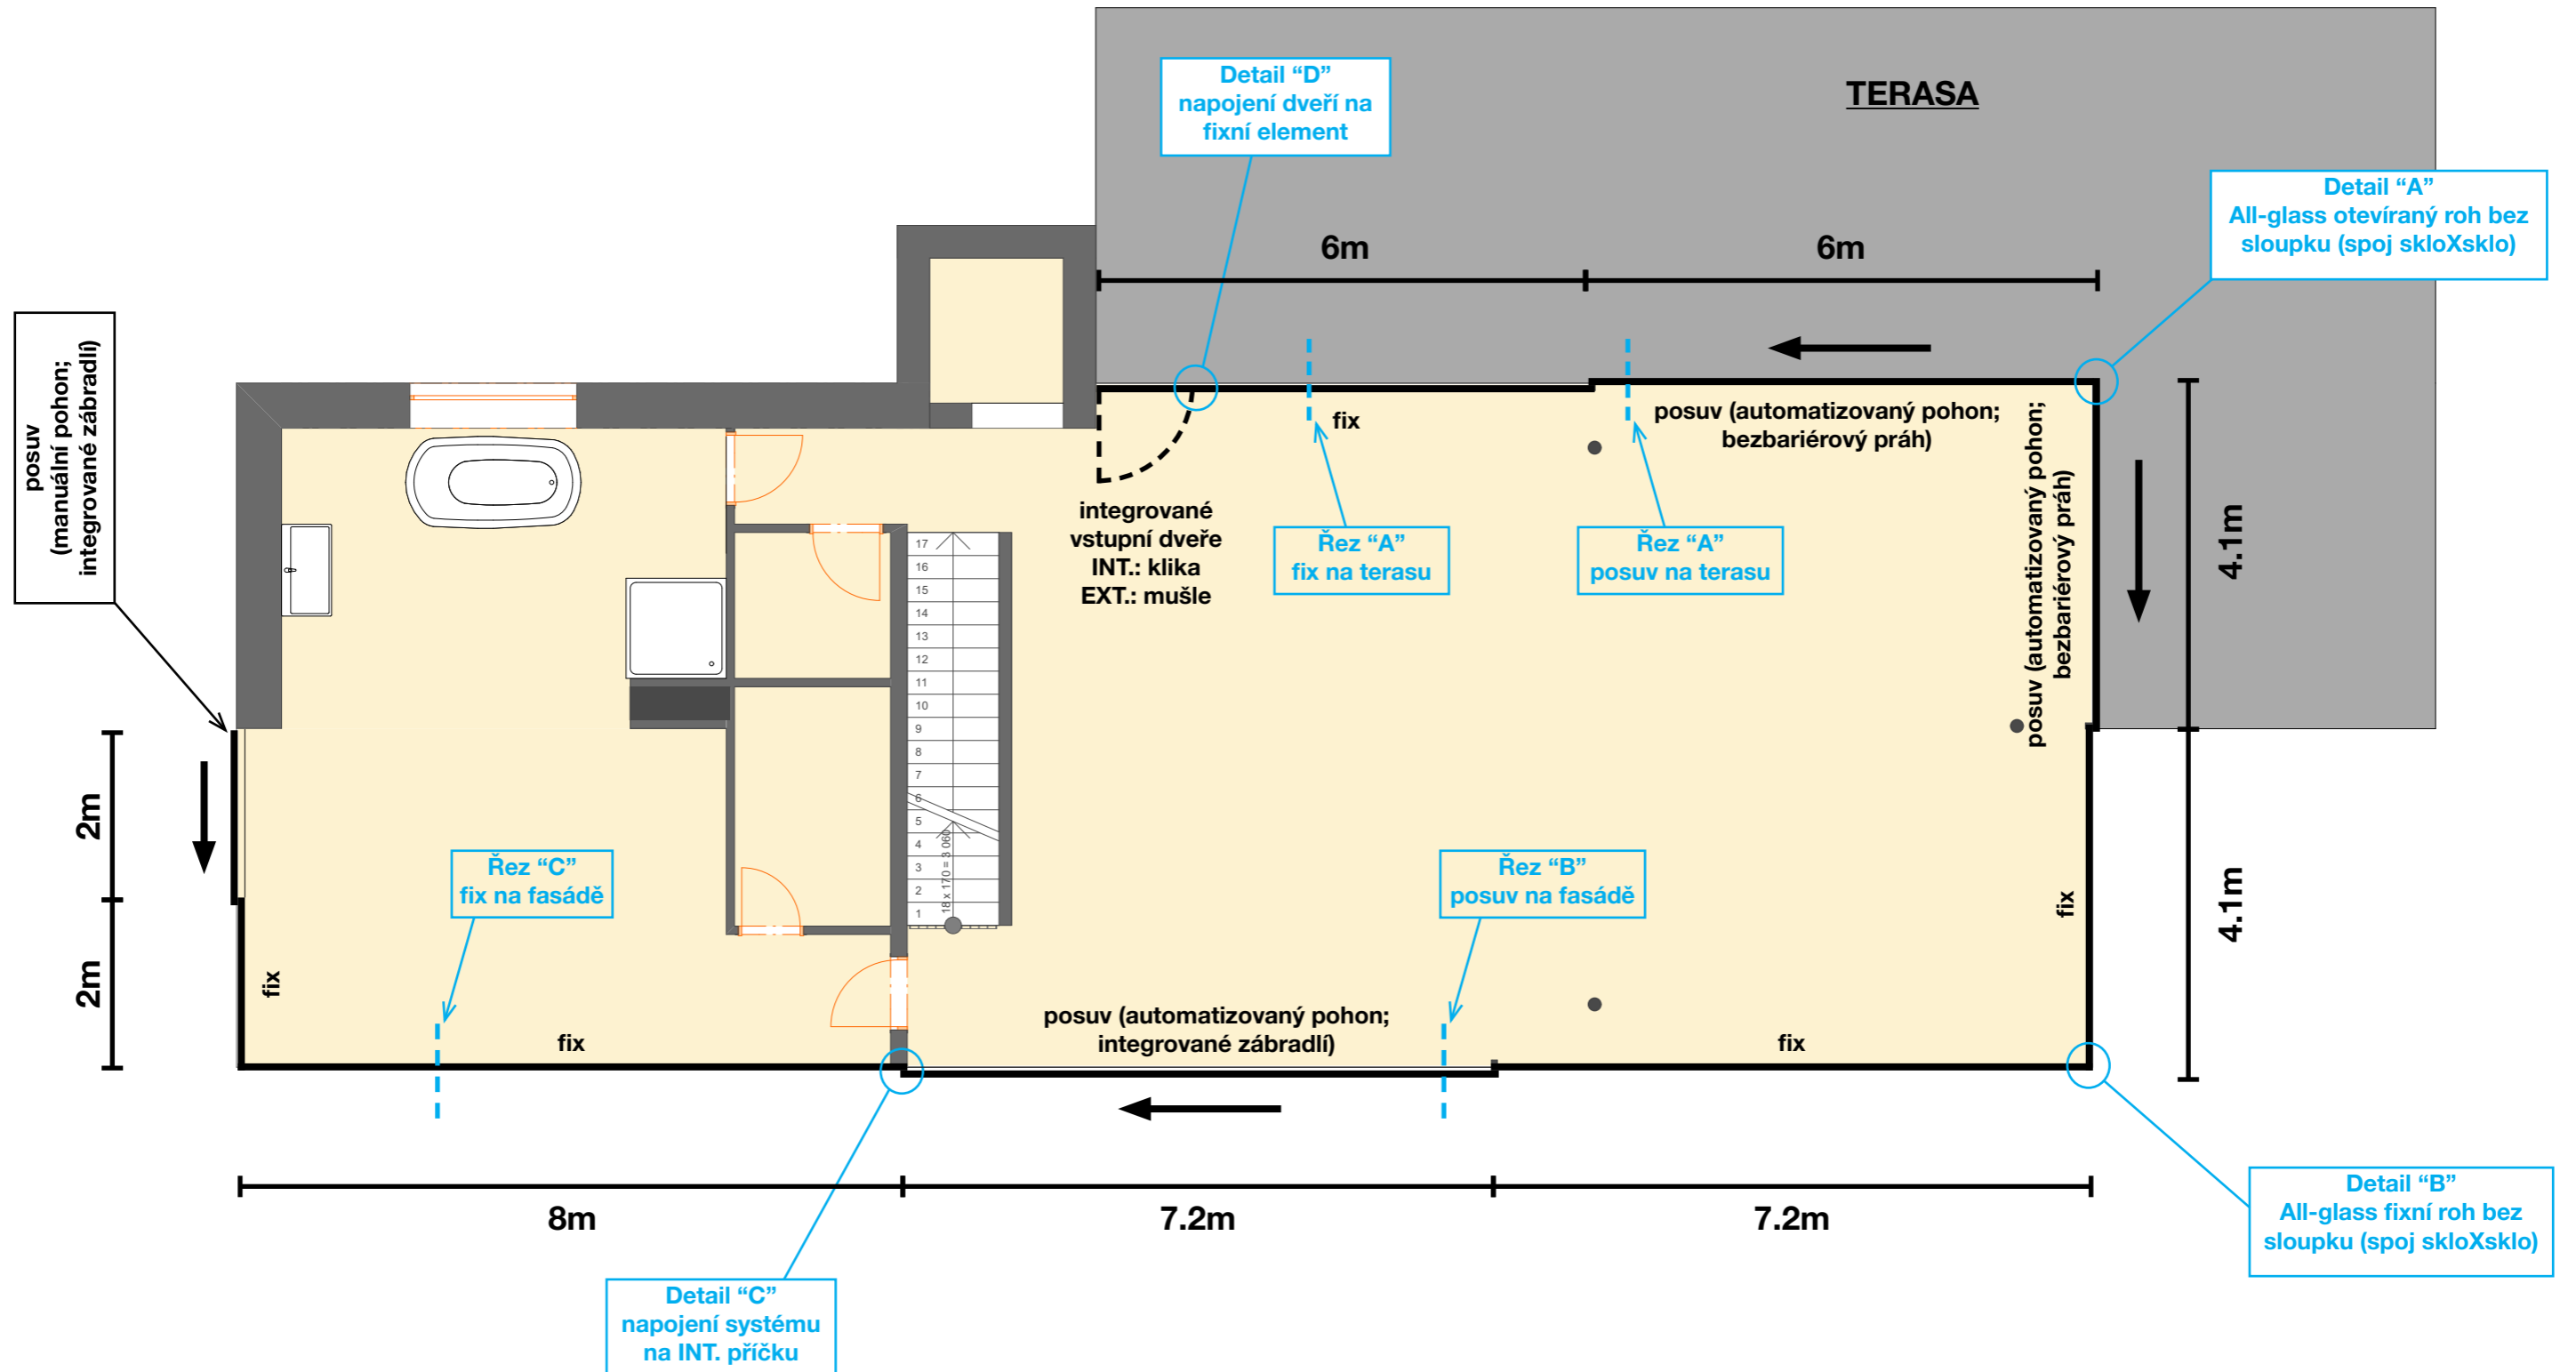 Detail “D”
napojení dveří na
fixní element
TERASA
Detail “A”
All-glass otevíraný roh bez
sloupku (spoj skloXsklo)
6m
6m
posuv
(manuální pohon;
integrované zábradlí)
fix
posuv (automatizovaný pohon;
bezbariérový práh)
posuv (automatizovaný pohon;
bezbariérový práh)
4.1m
integrované
vstupní dveře
INT.: klika
EXT.: mušle
Řez “A”
fix na terasu
Řez “A”
posuv na terasu
17
16
15
14
13
12
11
10
9
8
7
6
5
4
3
2
1
18 x 170 = 3 060
2m
2m
Řez “C”
fix na fasádě
Řez “B”
posuv na fasádě
fix
4.1m
fix
fix
posuv (automatizovaný pohon;
integrované zábradlí)
fix
8m
7.2m
7.2m
Detail “B”
All-glass fixní roh bez
sloupku (spoj skloXsklo)
Detail “C”
napojení systému
na INT. příčku